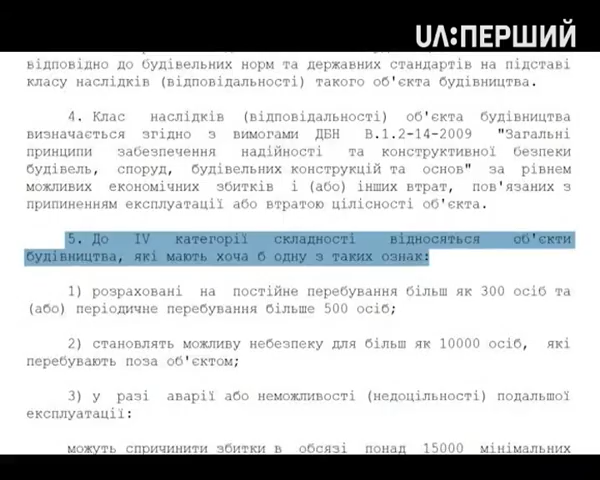 UA:ПЕРШИЙ
відповідно до будівельних норм та державних стандартів на підставі
класу наслідків (відповідальності) такого об'єкта будівництва.
4. Клас наслідків (відповідальності) об'єкта будівництва
визначається згідно з вимогами ДБН В.1.2-14-2009 "Загальні
принципи забезпечення надійності та конструктивної безпеки
будівель, споруд, будівельних конструкцій та основ" за рівнем
можливих економічних збитків і (або) інших втрат, пов'язаних з
припиненням експлуатації або втратою цілісності об'єкта.
5. До IV категорії складності відносяться об'єкти
будівництва, які мають хоча б одну з таких ознак:
1) розраховані на постійне перебування більш як 300 осіб та
(або) періодичне перебування більше 500 осіб;
2) становлять можливу небезпеку для більш як 10000 осіб, які
перебувають поза об'єктом;
3) у разі аварії або неможливості (недоцільності) подальшої
експлуатації:
можуть спричинити збитки в обсязі понад 15000 мінімальних